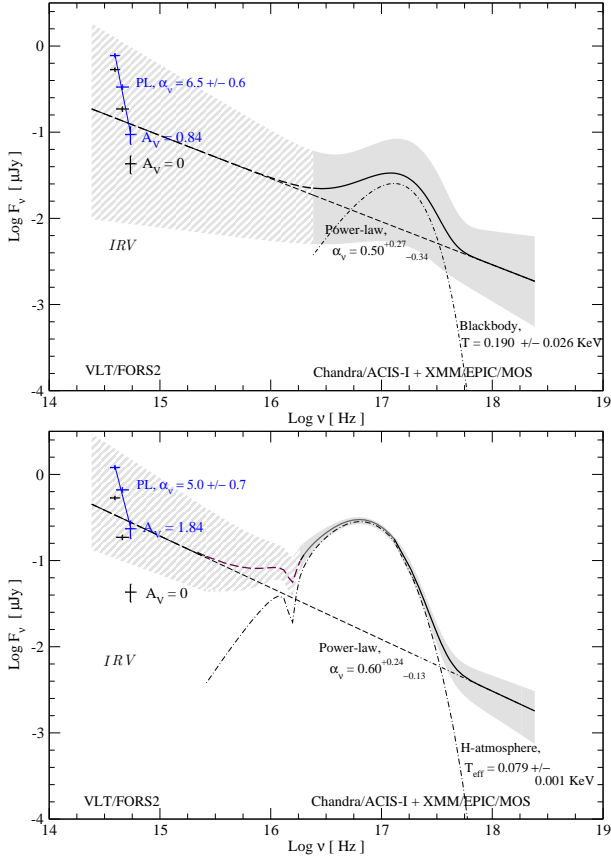 0
-1
-2
-3
-4
Log F_ν [ μJy ]
PL, α_ν = 6.5 +/- 0.6
A_V = 0.84
A_V = 0
IRV
Power-law,
α_ν = 0.50^{+0.27}_{-0.34}
Blackbody,
T = 0.190 +/- 0.026 KeV
VLT/FORS2
Chandra/ACIS-I + XMM/EPIC/MOS
14 15 16 17 18 19
Log ν [ Hz ]
0
-1
-2
-3
-4
Log F_ν [ μJy ]
PL, α_ν = 5.0 +/- 0.7
A_V = 1.84
A_V = 0
IRV
Power-law,
α_ν = 0.60^{+0.24}_{-0.13}
H-atmosphere,
T_eff = 0.079 +/-
0.001 KeV
VLT/FORS2
Chandra/ACIS-I + XMM/EPIC/MOS
14 15 16 17 18 19
Log ν [ Hz ]